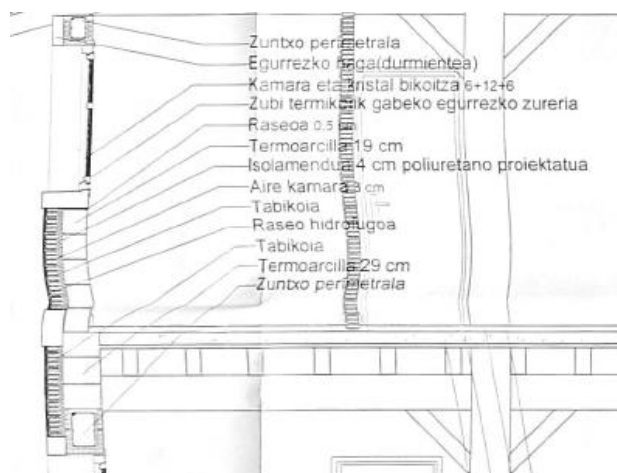 Zuntxo perimetrala
Egurrezko haga(durmientea)
Kamara eta kristal bikoitza 6+12+6
Zubi termikorik gabeko egurrezko zureria
Raseoa 0,5 cm
Termoarcilla 19 cm
Isolamendua 4 cm poliuretano proiektatua
Aire kamara 3 cm
Tabikoia
Raseo hidrofugoa
Tabikoia
Termoarcilla 29 cm
Zuntxo perimetrala